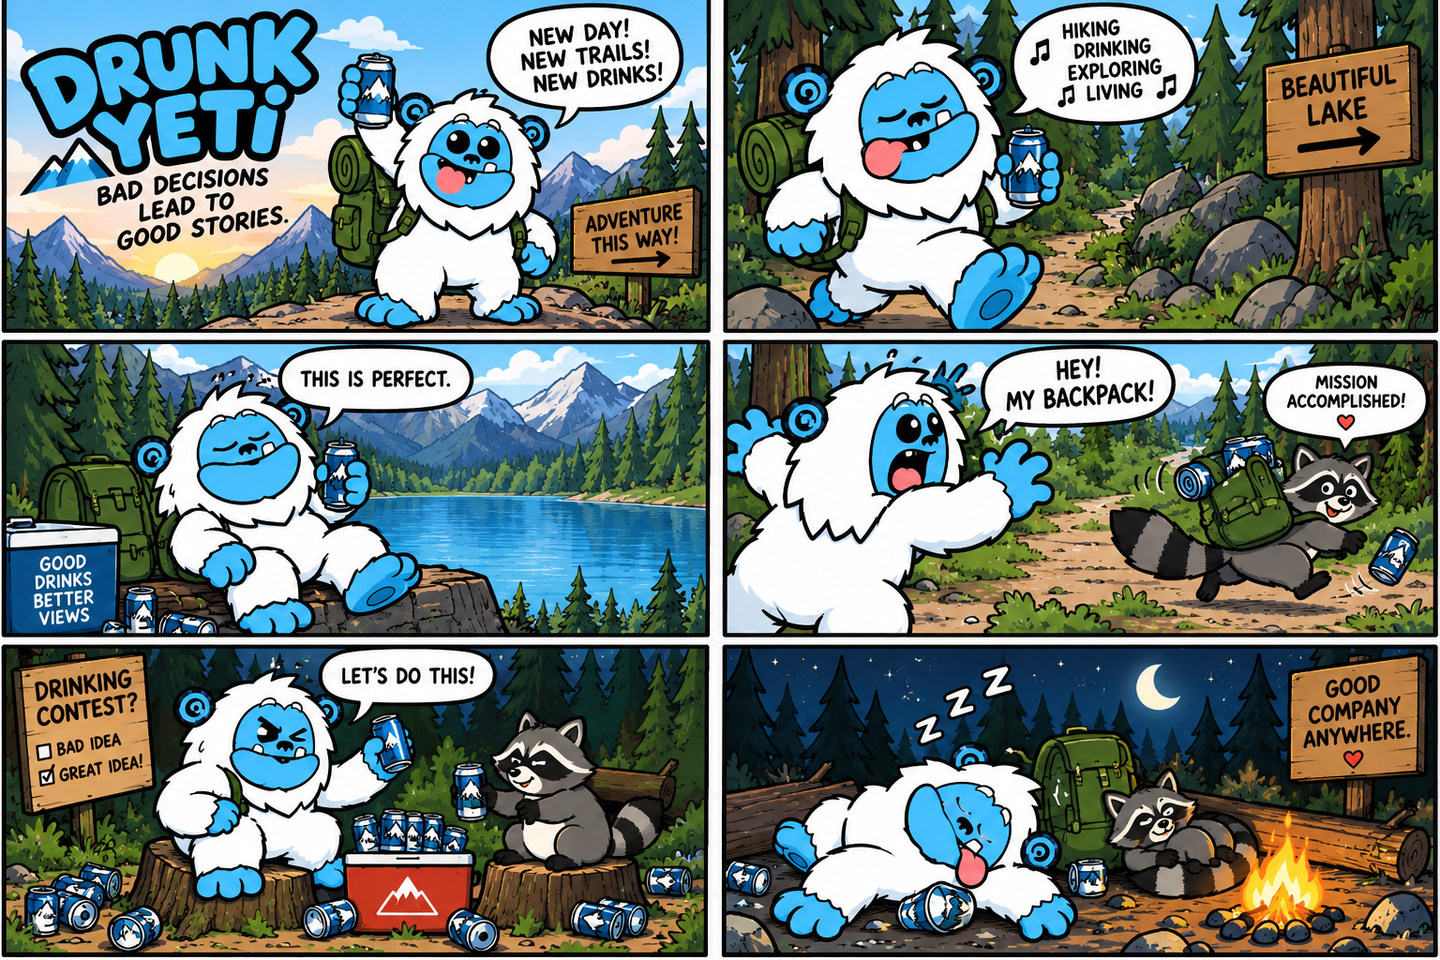 DRUNK
YETi
BAD DECISIONS
LEAD TO
GOOD STORIES.
NEW DAY!
NEW TRAILS!
NEW DRINKS!
ADVENTURE
THIS WAY!
HIKING
DRINKING
EXPLORING
LIVING
BEAUTIFUL
LAKE
THIS IS PERFECT.
GOOD
DRINKS
BETTER
VIEWS
HEY!
MY BACKPACK!
MISSION
ACCOMPLISHED!
DRINKING
CONTEST?
BAD IDEA
GREAT IDEA!
LET'S DO THIS!
Z Z Z Z
GOOD
COMPANY
ANYWHERE.